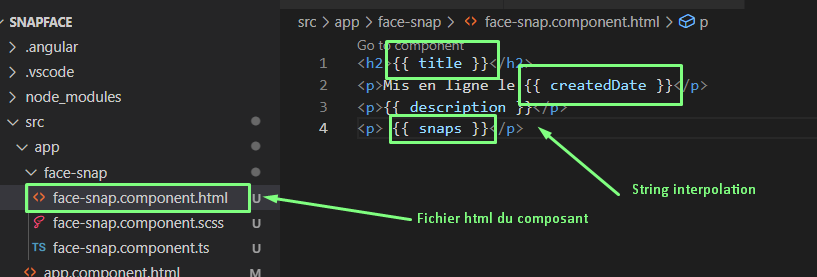 SNAPFACE
.angular
.vscode
node_modules
src
app
face-snap
face-snap.component.html U
face-snap.component.scss U
TS face-snap.component.ts U
app.component.html M
src > app > face-snap > face-snap.component.html > p
Go to component
1 <h2>{{ title }}</h2>
2 <p>Mis en ligne le {{ createdDate }}</p>
3 <p>{{ description }}</p>
4 <p> {{ snaps }}</p>
String interpolation
Fichier html du composant